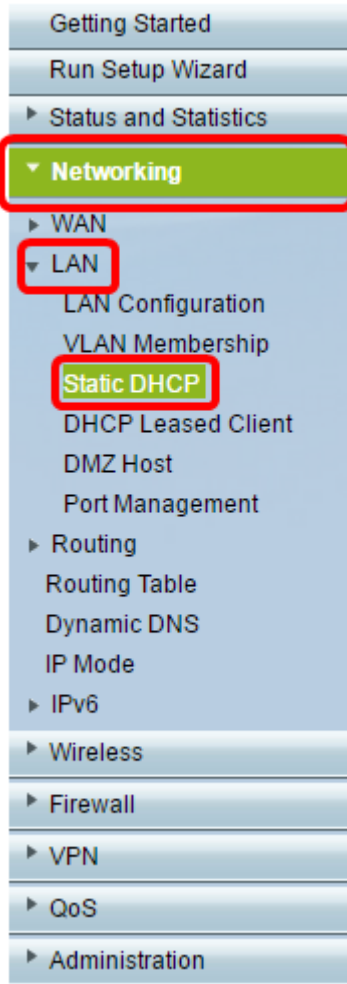 Getting Started
Run Setup Wizard
Status and Statistics
Networking
WAN
LAN
LAN Configuration
VLAN Membership
Static DHCP
DHCP Leased Client
DMZ Host
Port Management
Routing
Routing Table
Dynamic DNS
IP Mode
IPv6
Wireless
Firewall
VPN
QoS
Administration